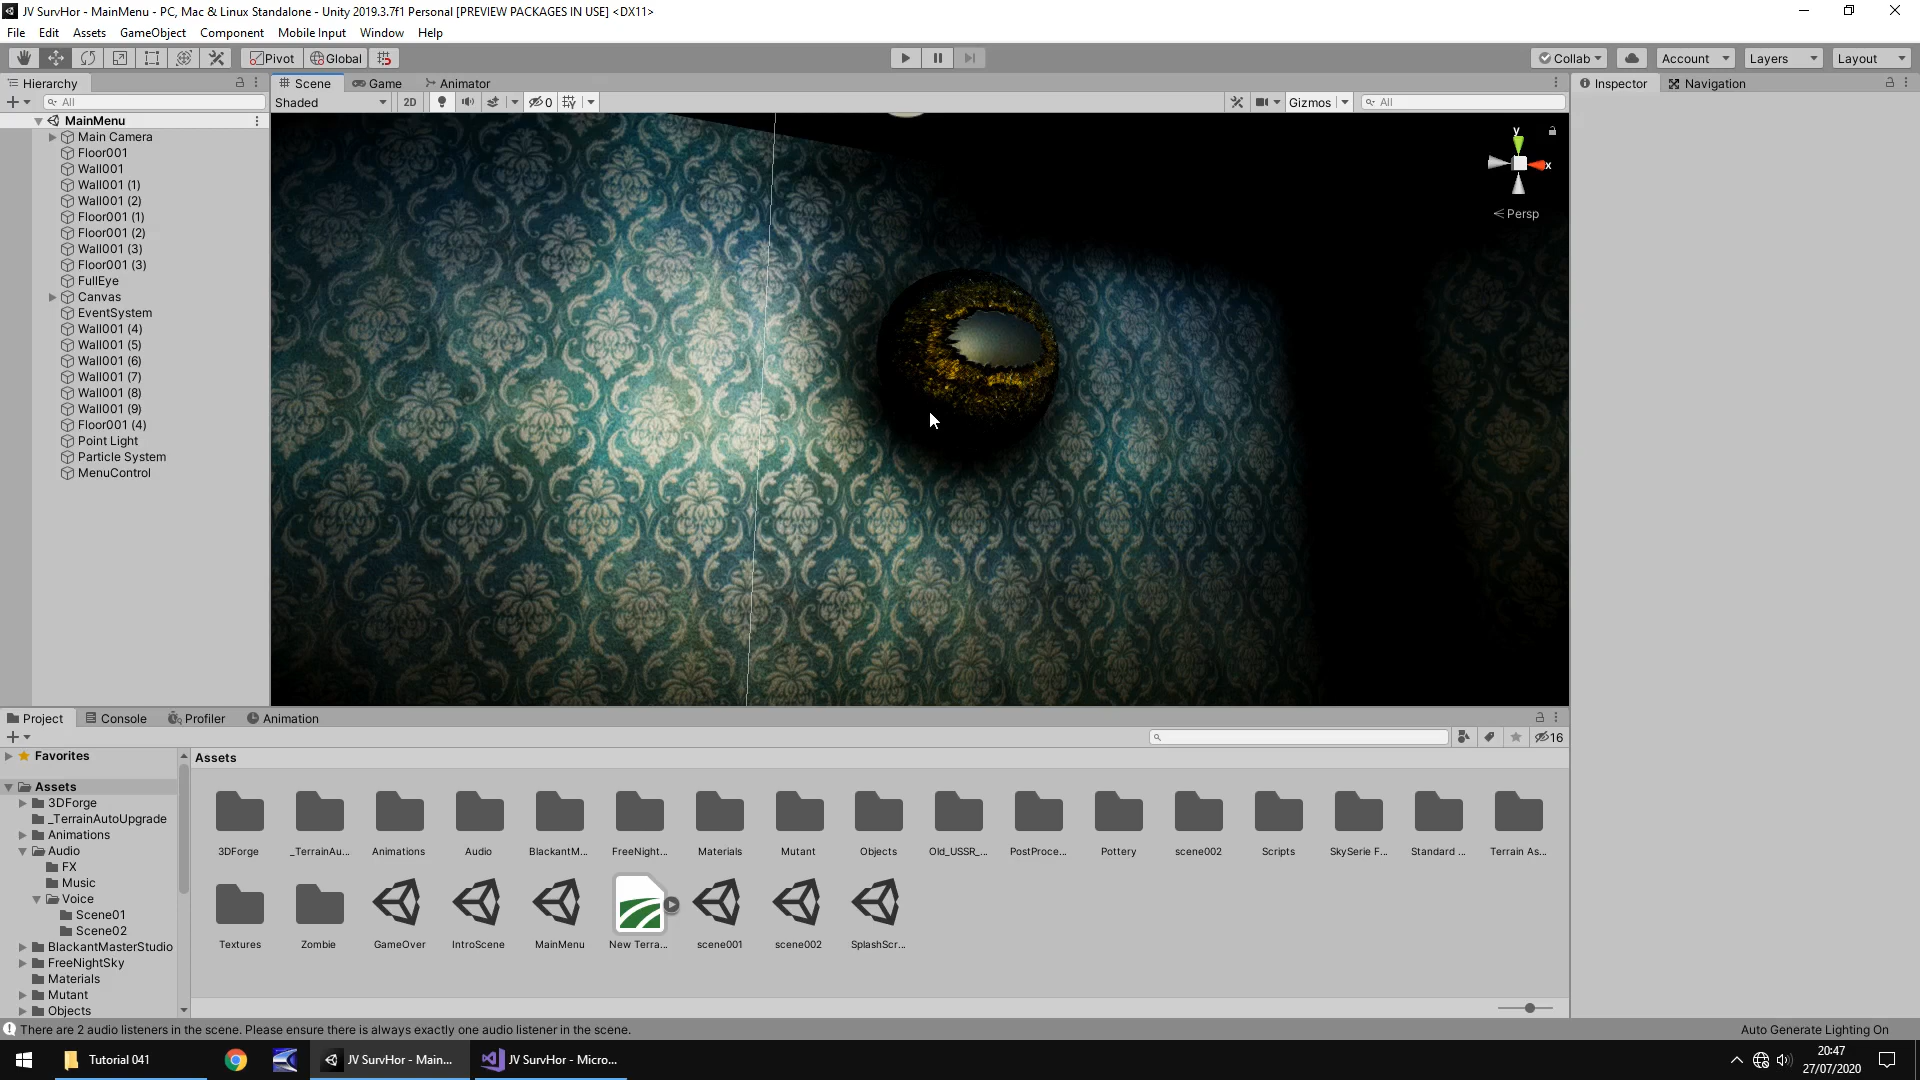 JV SurvHor - MainMenu - PC, Mac & Linux Standalone - Unity 2019.3.7f1 Personal [PREVIEW PACKAGES IN USE] <DX11>
File Edit Assets GameObject Component Mobile Input Window Help
Pivot Global Collab Account Layers Layout
Hierarchy Scene Game Animator Inspector Navigation
All Shaded 2D 0 Gizmos All
MainMenu
Main Camera
Floor001
Wall001
Wall001 (1)
Wall001 (2)
Floor001 (1)
Floor001 (2)
Wall001 (3)
Floor001 (3)
FullEye
Canvas
EventSystem
Wall001 (4)
Wall001 (5)
Wall001 (6)
Wall001 (7)
Wall001 (8)
Wall001 (9)
Floor001 (4)
Point Light
Particle System
MenuControl
y
x
Persp
Project Console Profiler Animation
16
Favorites
Assets
3DForge
_TerrainAutoUpgrade
Animations
Audio
FX
Music
Voice
Scene01
Scene02
BlackantMasterStudio
FreeNightSky
Materials
Mutant
Objects
Assets
3DForge _TerrainAu... Animations Audio BlackantM... FreeNight... Materials Mutant Objects Old_USSR_... PostProce... Pottery scene002 Scripts SkySerie F... Standard ... Terrain As...
Textures Zombie GameOver IntroScene MainMenu New Terra... scene001 scene002 SplashScr...
There are 2 audio listeners in the scene. Please ensure there is always exactly one audio listener in the scene.
Auto Generate Lighting On
Tutorial 041 JV SurvHor - Main... JV SurvHor - Micro...
20:47
27/07/2020